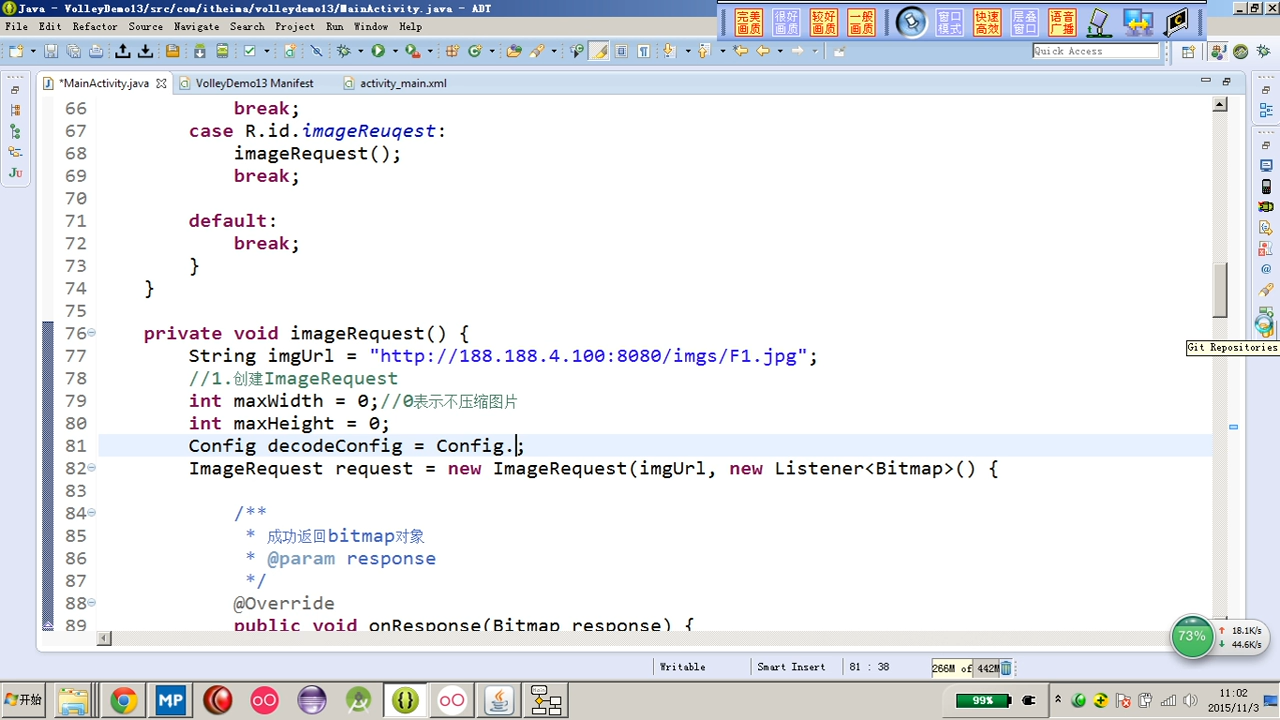 Java - VolleyDemo13/src/com/itheima/volleydemo13/MainActivity.java - ADT
完美画质 很好画质 较好画质 一般画质 窗口模式 快速高效 层叠窗口 语音广播
File Edit Refactor Source Navigate Search Project Run Window Help
Quick Access
*MainActivity.java VolleyDemo13 Manifest activity_main.xml
66 break;
67 case R.id.imageReuqest:
68 imageRequest();
69 break;
70
71 default:
72 break;
73 }
74 }
75
76 private void imageRequest() {
77 String imgUrl = "http://188.188.4.100:8080/imgs/F1.jpg";
Git Repositories
78 //1.创建ImageRequest
79 int maxWidth = 0;//0表示不压缩图片
80 int maxHeight = 0;
81 Config decodeConfig = Config.;
82 ImageRequest request = new ImageRequest(imgUrl, new Listener<Bitmap>() {
83
84 /**
85 * 成功返回bitmap对象
86 * @param response
87 */
88 @Override
89 public void onResponse(Bitmap response) {
73% 18.1K/s
44.6K/s
Writable Smart Insert 81 : 38 266M of 442M
开始 MP 99% 11:02
2015/11/3